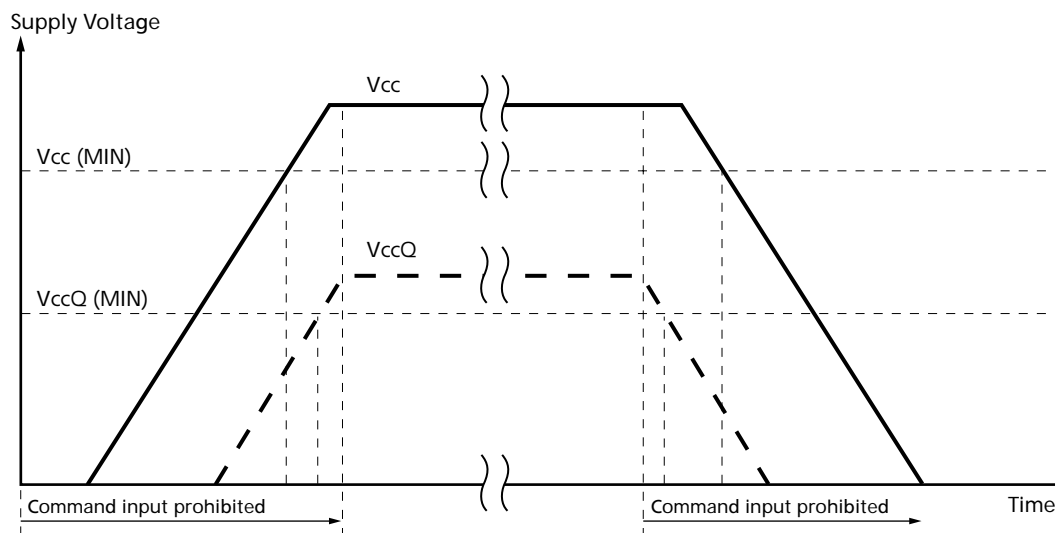 Supply Voltage
Vcc
Vcc (MIN)
VccQ
VccQ (MIN)
Command input prohibited
Command input prohibited
Time